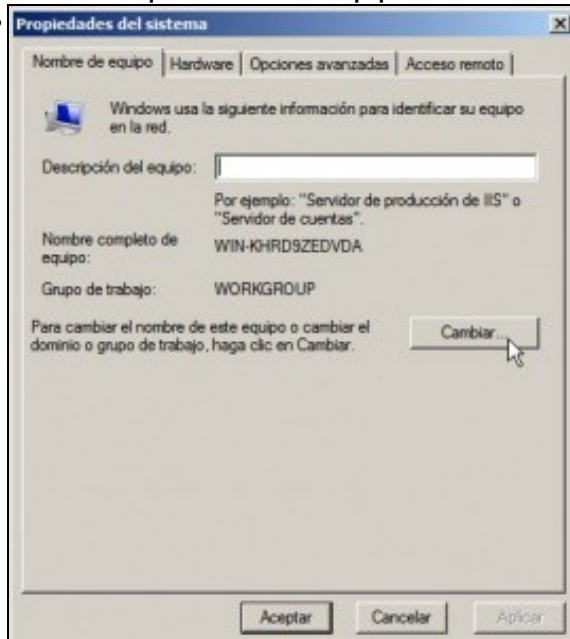 Propiedades del sistema
Nombre de equipo Hardware Opciones avanzadas Acceso remoto
Windows usa la siguiente información para identificar su equipo
en la red.
Descripción del equipo:
Por ejemplo: "Servidor de producción de IIS" o
"Servidor de cuentas".
Nombre completo de
equipo:
WIN-KHRD9ZEDVDA
Grupo de trabajo: WORKGROUP
Para cambiar el nombre de este equipo o cambiar el
dominio o grupo de trabajo, haga clic en Cambiar.
Cambiar...
Aceptar Cancelar Aplicar